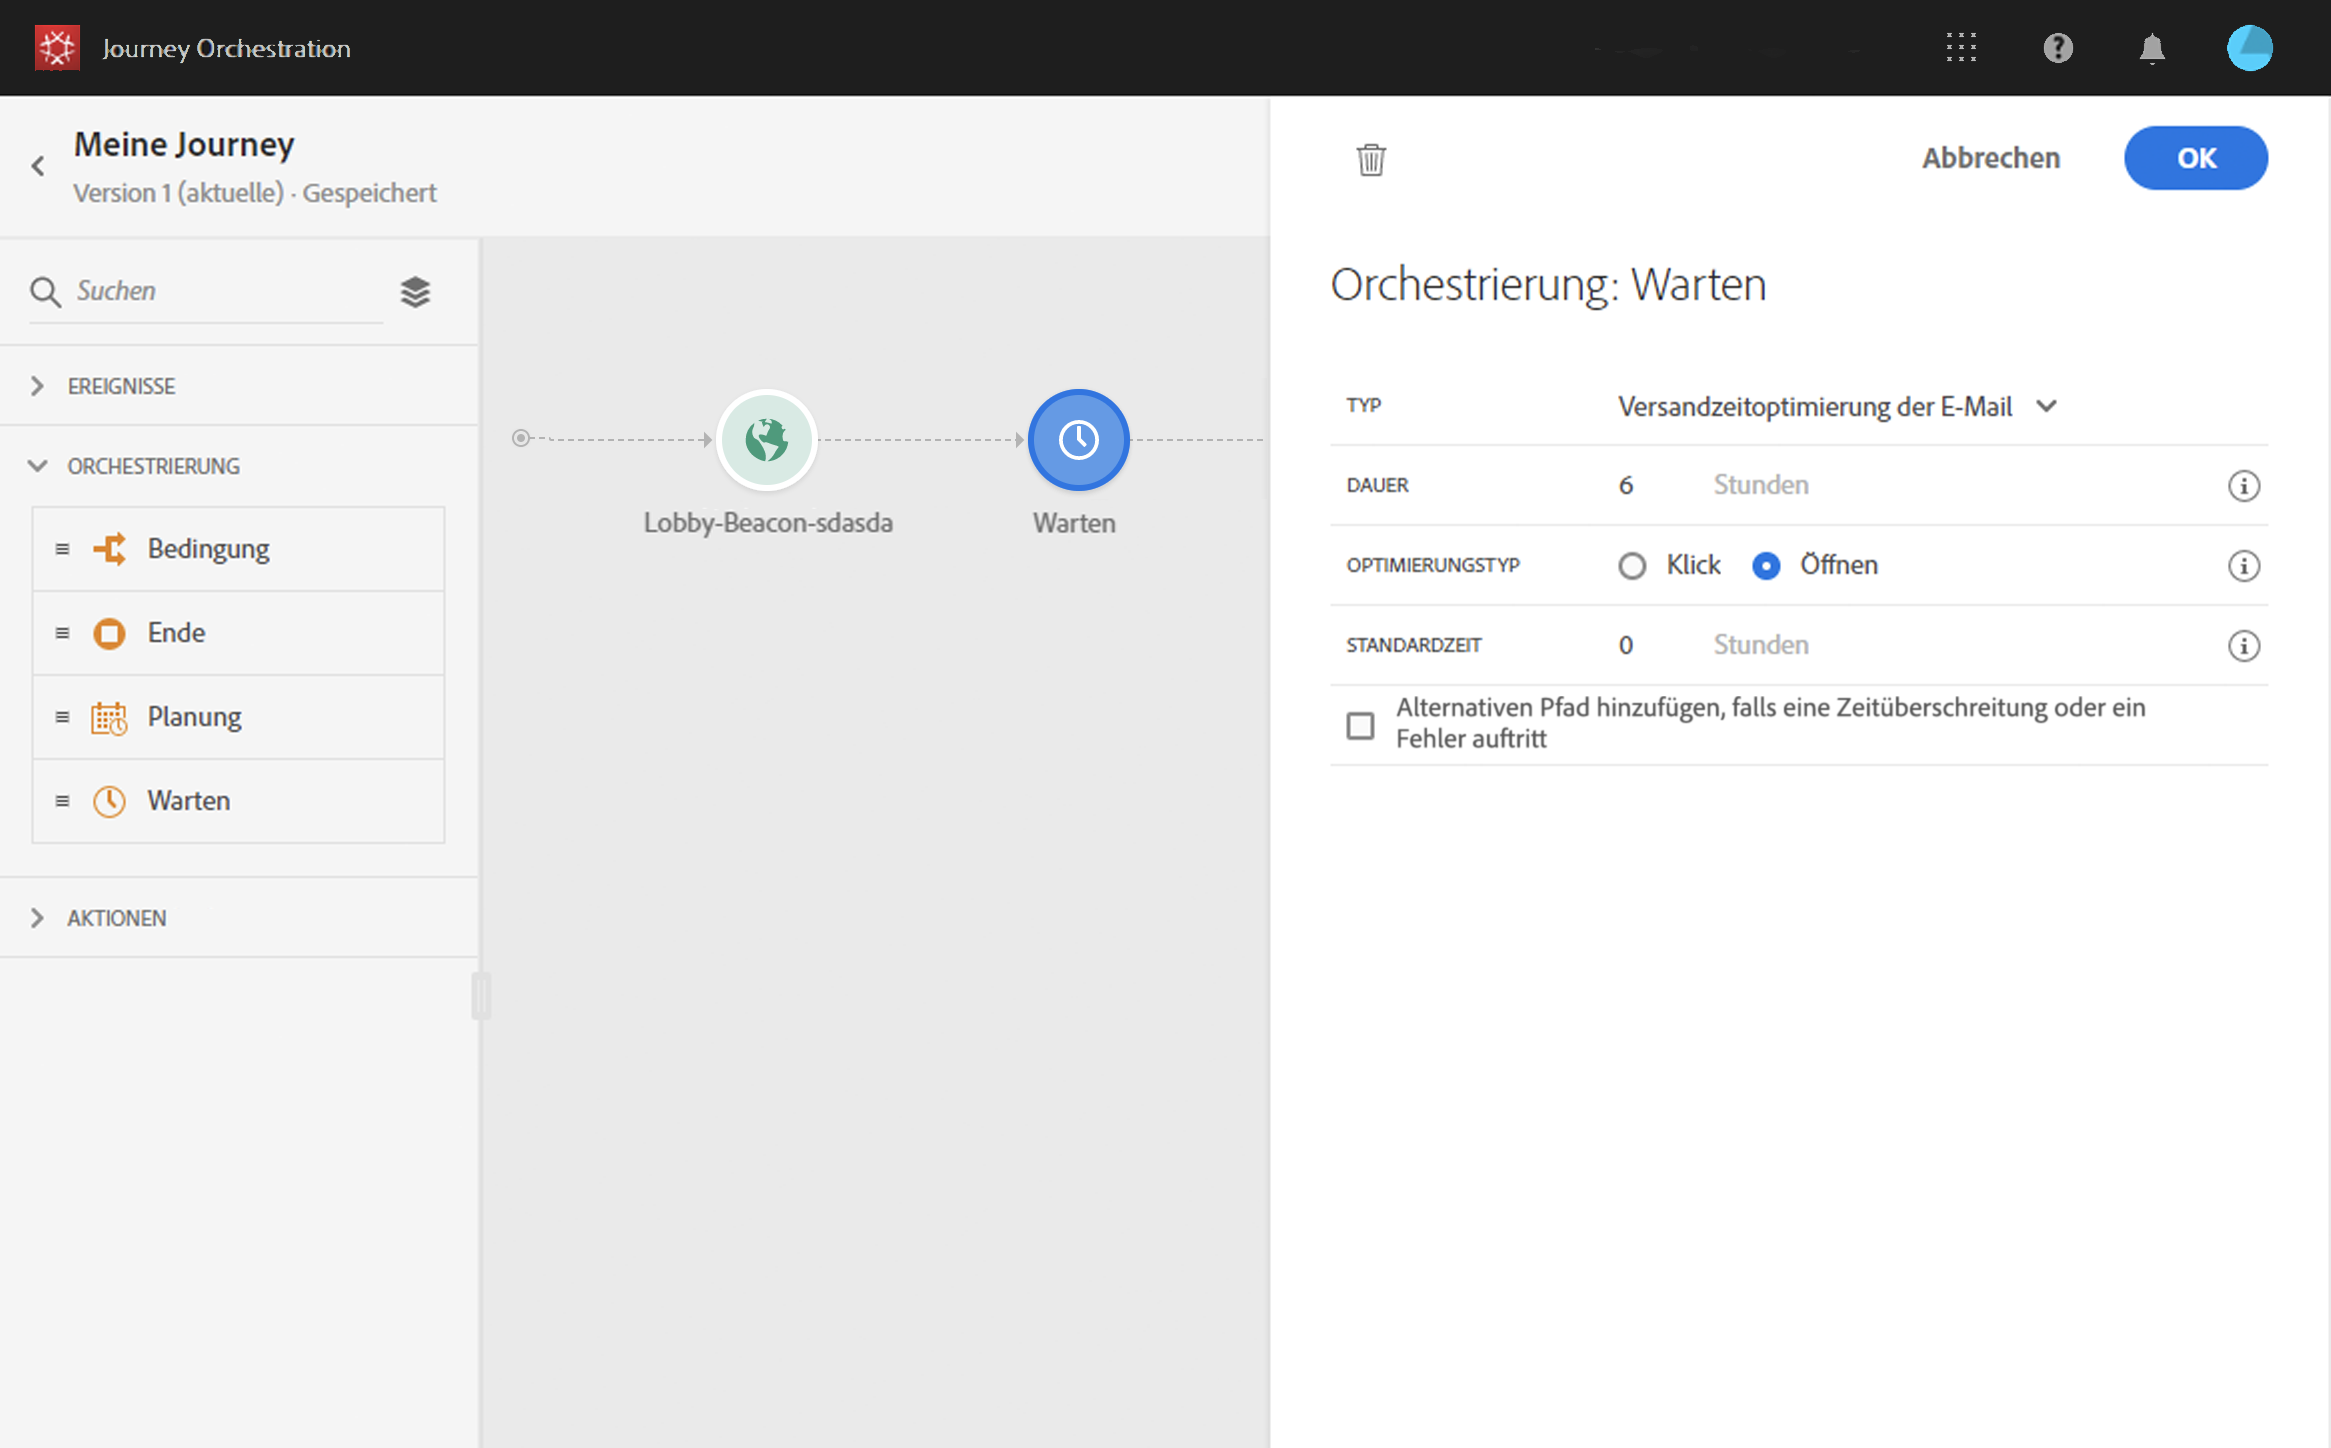 Journey Orchestration
Meine Journey
Version 1 (aktuelle) · Gespeichert
Suchen
EREIGNISSE
ORCHESTRIERUNG
Bedingung
Ende
Planung
Warten
AKTIONEN
Lobby-Beacon-sdasda
Warten
Abbrechen
OK
Orchestrierung: Warten
TYP Versandzeitoptimierung der E-Mail
DAUER 6 Stunden
OPTIMIERUNGSTYP Klick Öffnen
STANDARDZEIT 0 Stunden
Alternativen Pfad hinzufügen, falls eine Zeitüberschreitung oder ein
Fehler auftritt